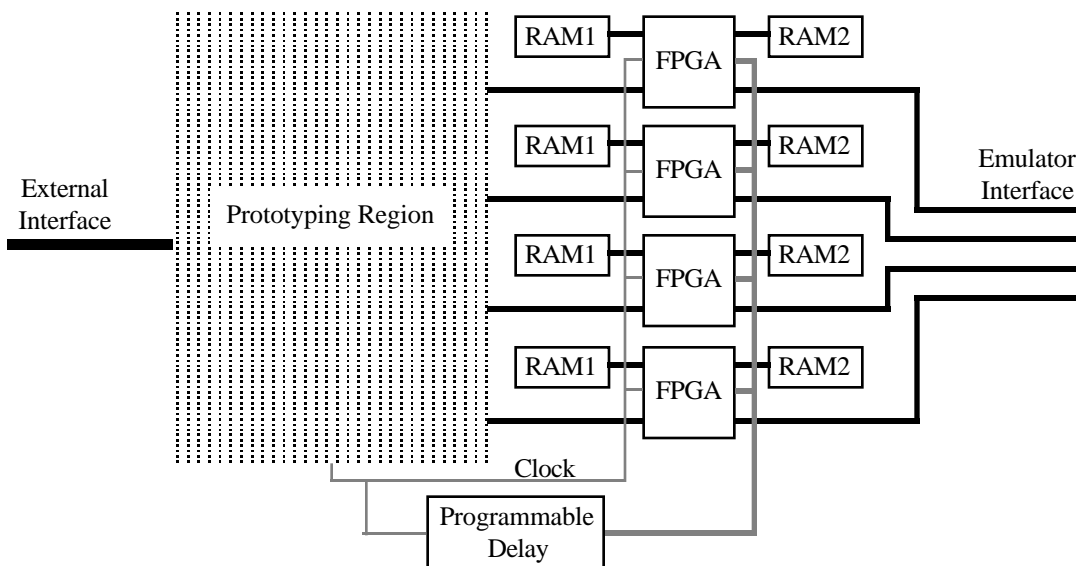 RAM1
FPGA
RAM2
RAM1
FPGA
RAM2
External
Interface
Prototyping Region
Emulator
Interface
RAM1
FPGA
RAM2
RAM1
FPGA
RAM2
Clock
Programmable
Delay